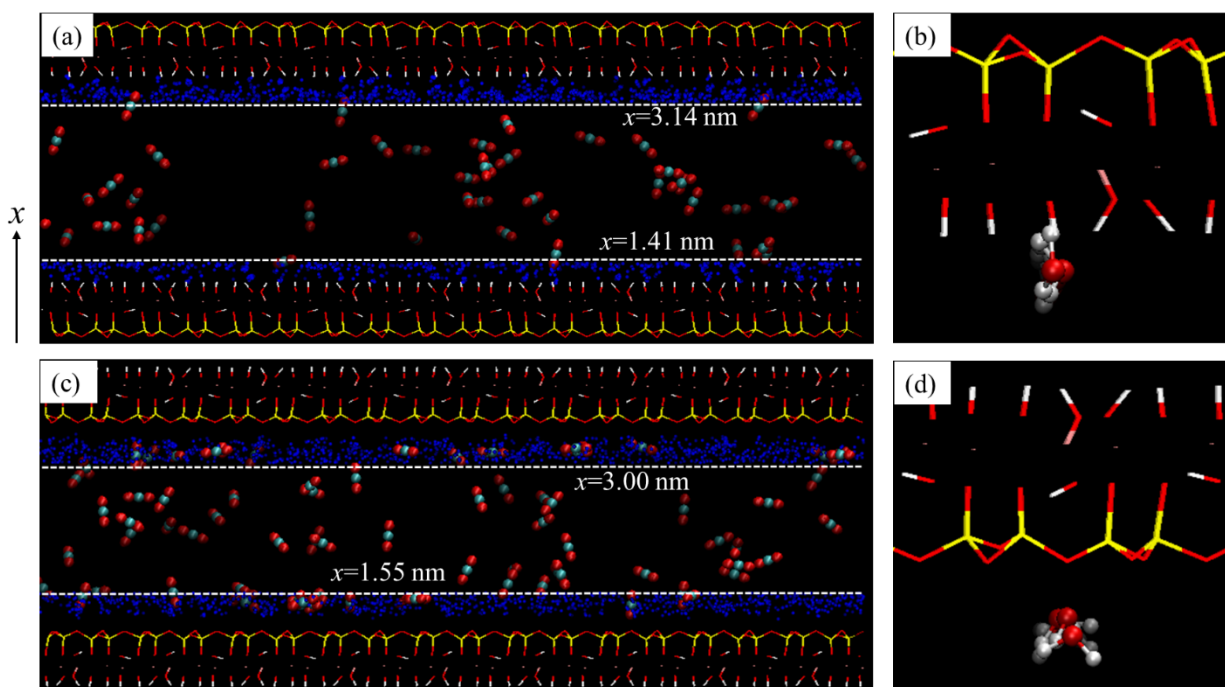 (a)
(b)
x=3.14 nm
x
x=1.41 nm
(c)
(d)
x=3.00 nm
x=1.55 nm